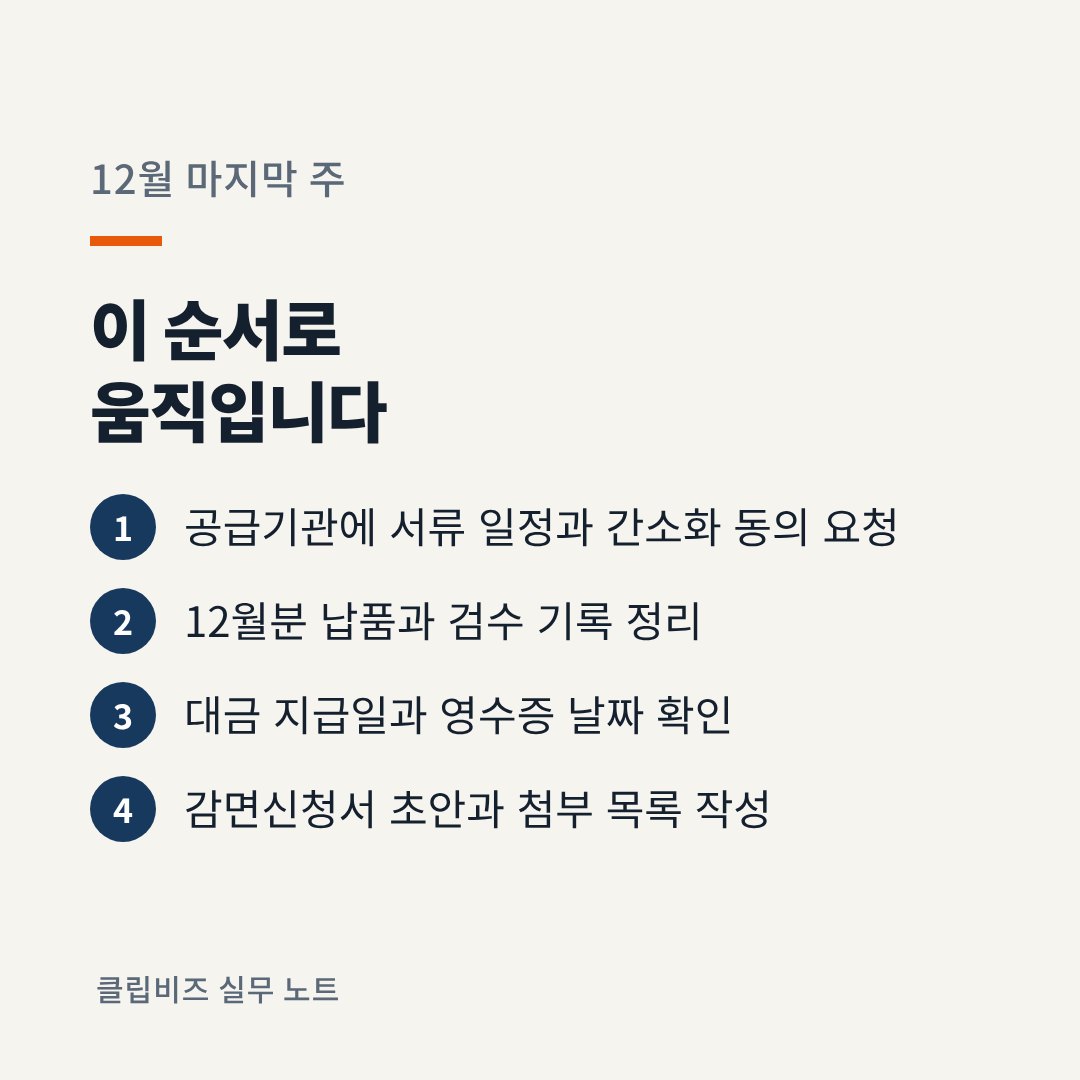 12월 마지막 주
이 순서로
움직입니다
1 공급기관에 서류 일정과 간소화 동의 요청
2 12월분 납품과 검수 기록 정리
3 대금 지급일과 영수증 날짜 확인
4 감면신청서 초안과 첨부 목록 작성
클립비즈 실무 노트